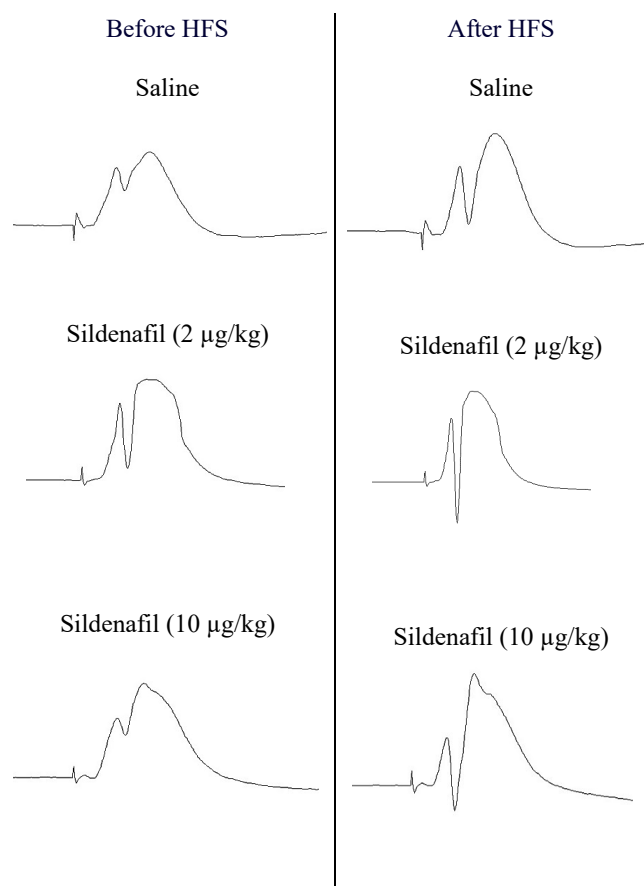 Before HFS
After HFS
Saline
Saline
Sildenafil (2 µg/kg)
Sildenafil (2 µg/kg)
Sildenafil (10 µg/kg)
Sildenafil (10 µg/kg)